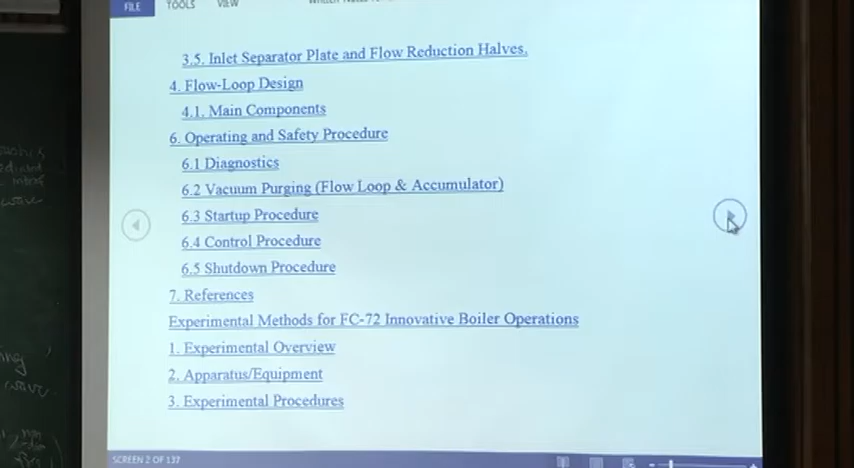 FILE TOOLS VIEW
3.5. Inlet Separator Plate and Flow Reduction Halves.
4. Flow-Loop Design
4.1. Main Components
6. Operating and Safety Procedure
6.1 Diagnostics
6.2 Vacuum Purging (Flow Loop & Accumulator)
6.3 Startup Procedure
6.4 Control Procedure
6.5 Shutdown Procedure
7. References
Experimental Methods for FC-72 Innovative Boiler Operations
1. Experimental Overview
2. Apparatus/Equipment
3. Experimental Procedures
SCREEN 2 OF 137
wave
wave